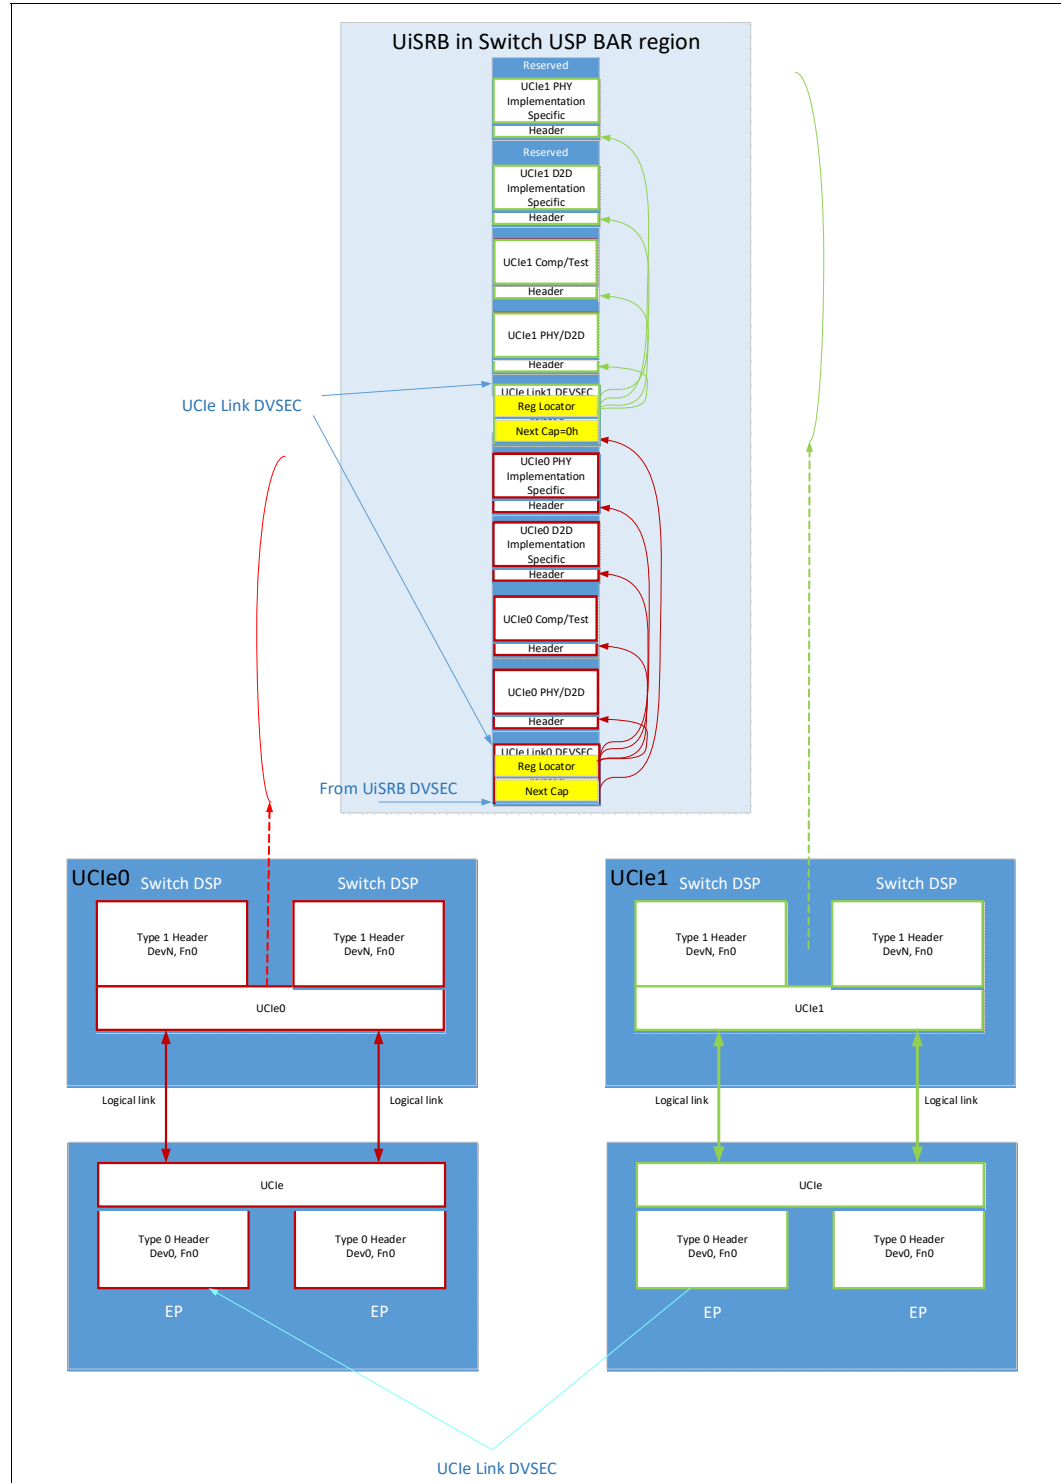 UiSRB in Switch USP BAR region
Reserved
UCIe1 PHY
Implementation
Specific
Header
Reserved
UCIe1 D2D
Implementation
Specific
Header
UCIe1 Comp/Test
Header
UCIe1 PHY/D2D
Header
UCIe Link1 DEVSEC
Reg Locator
Next Cap=0h
UCIe Link DVSEC
UCIe0 PHY
Implementation
Specific
Header
UCIe0 D2D
Implementation
Specific
Header
UCIe0 Comp/Test
Header
UCIe0 PHY/D2D
Header
UCIe Link0 DEVSEC
Reg Locator
Next Cap
From UiSRB DVSEC
UCIe0
Switch DSP
Switch DSP
Type 1 Header
DevN, Fn0
Type 1 Header
DevN, Fn0
UCIe0
Logical link
Logical link
UCIe
Type 0 Header
Dev0, Fn0
Type 0 Header
Dev0, Fn0
EP
EP
UCIe1
Switch DSP
Switch DSP
Type 1 Header
DevN, Fn0
Type 1 Header
DevN, Fn0
UCIe1
Logical link
Logical link
UCIe
Type 0 Header
Dev0, Fn0
Type 0 Header
Dev0, Fn0
EP
EP
UCIe Link DVSEC